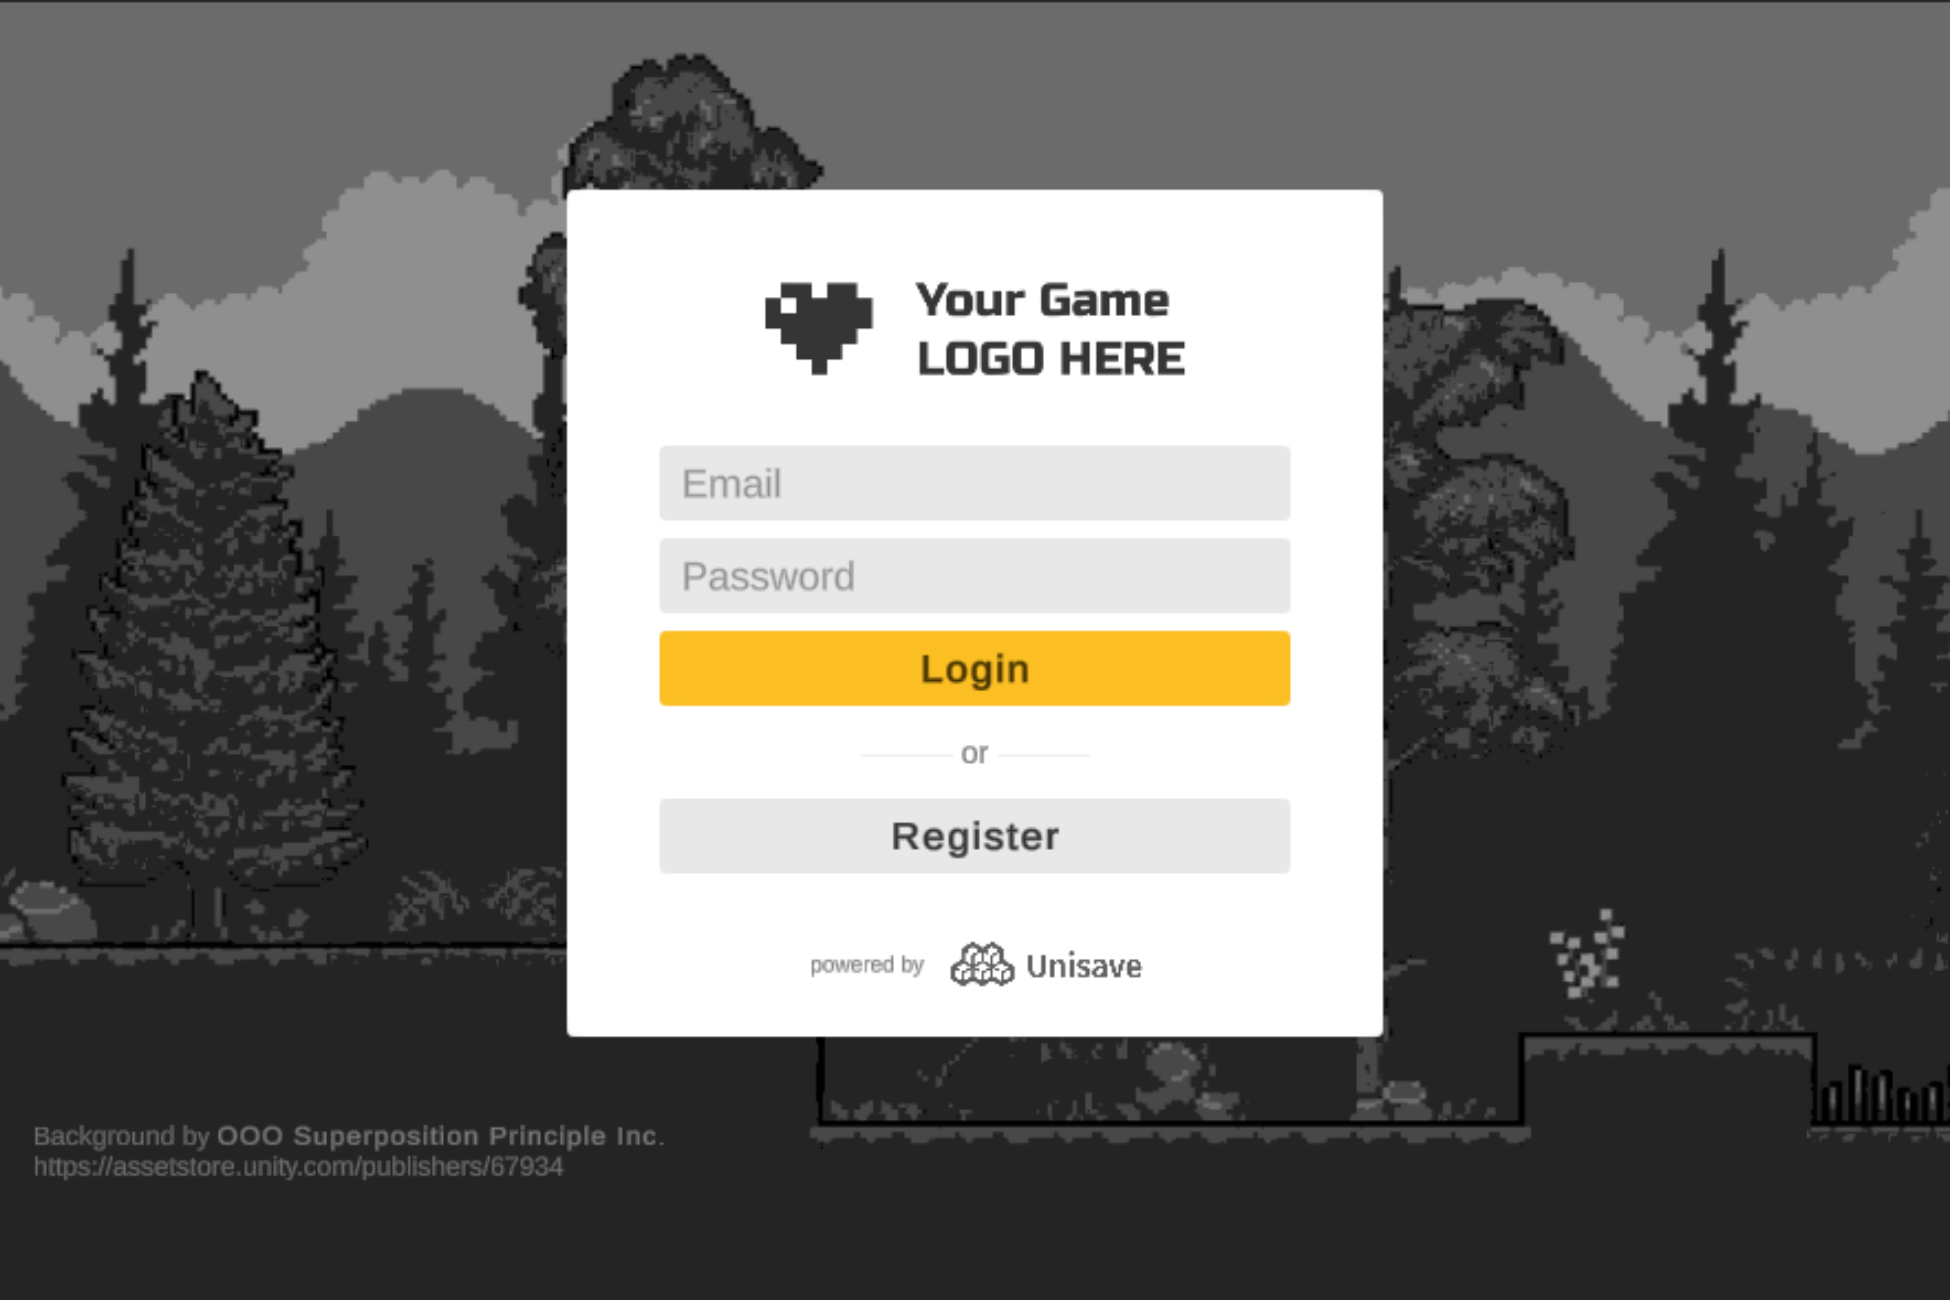 Your Game
LOGO HERE
Email
Password
Login
or
Register
powered by Unisave
Background by OOO Superposition Principle Inc.
https://assetstore.unity.com/publishers/67934